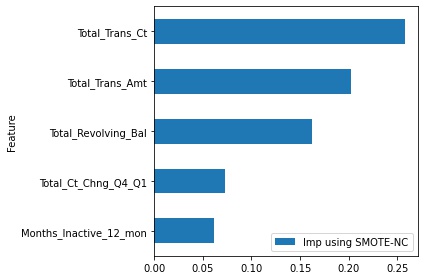 Total_Trans_Ct
Total_Trans_Amt
Total_Revolving_Bal
Total_Ct_Chng_Q4_Q1
Months_Inactive_12_mon
Feature
Imp using SMOTE-NC
0.00 0.05 0.10 0.15 0.20 0.25